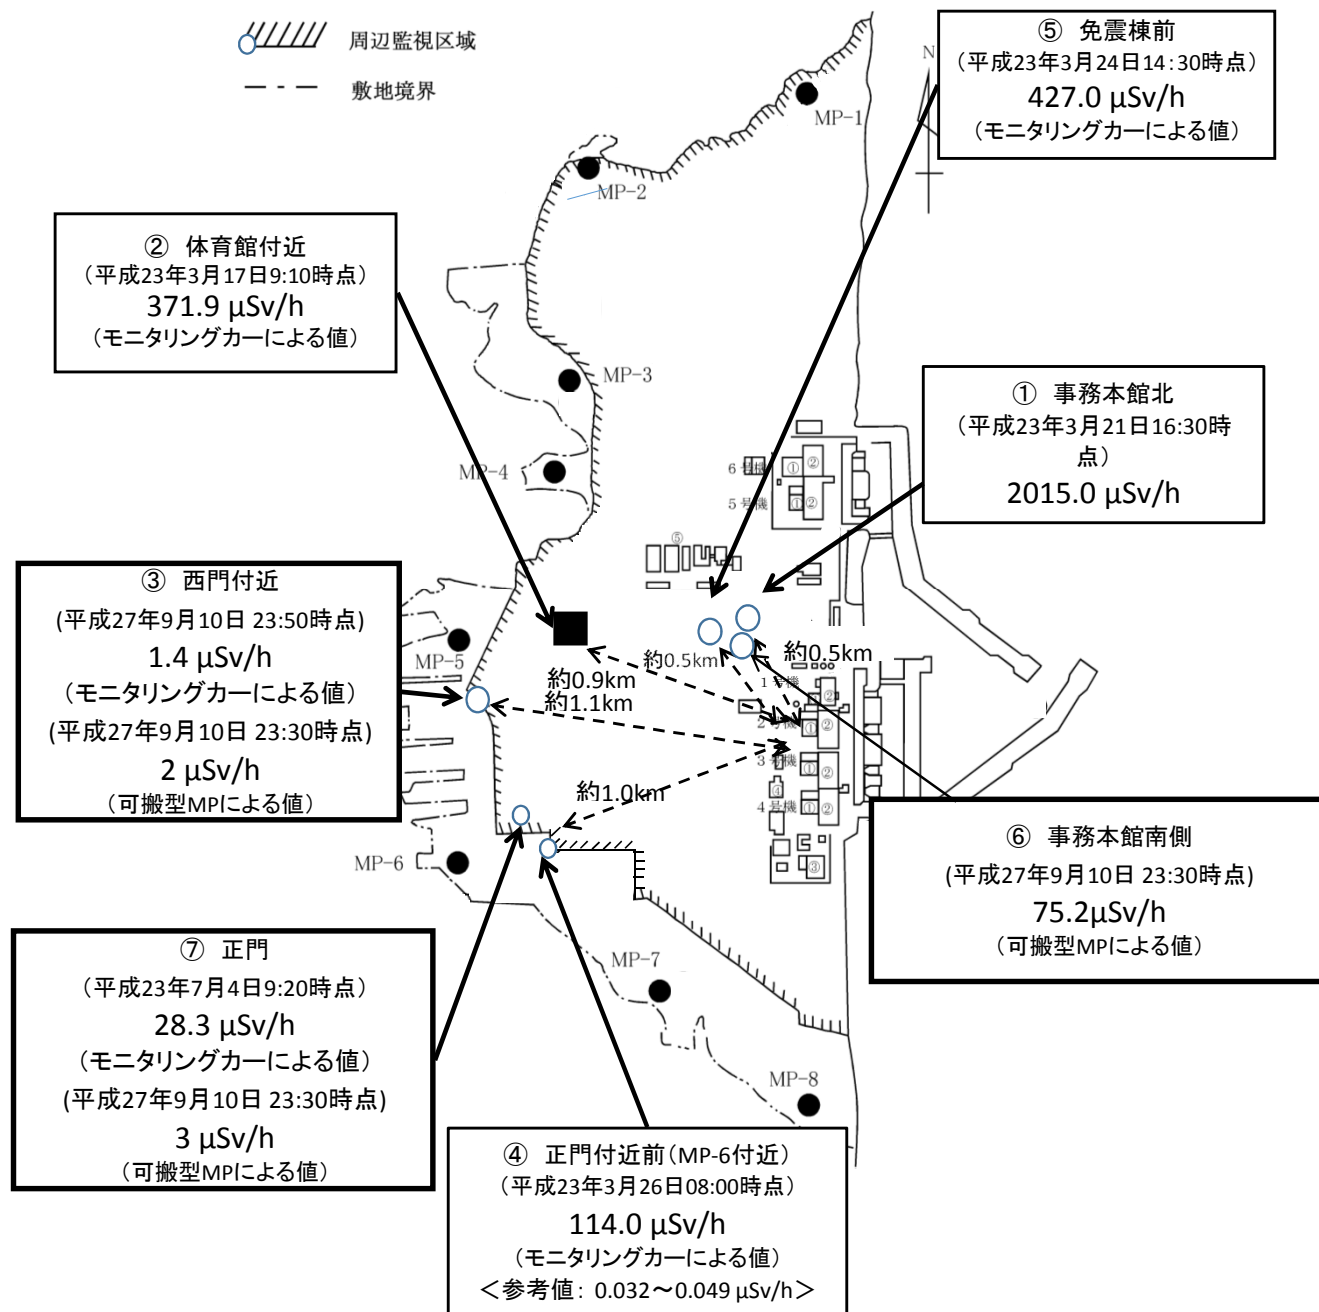 周辺監視区域
敷地境界
⑤ 免震棟前
（平成23年3月24日14:30時点）
427.0 μSv/h
（モニタリングカーによる値）
N
MP-1
MP-2
② 体育館付近
（平成23年3月17日9:10時点）
371.9 μSv/h
（モニタリングカーによる値）
MP-3
① 事務本館北
（平成23年3月21日16:30時
点）
2015.0 μSv/h
MP-4
6号機
①
②
5号機
①
②
⑤
③ 西門付近
(平成27年9月10日 23:50時点)
1.4 μSv/h
（モニタリングカーによる値）
(平成27年9月10日 23:30時点)
2 μSv/h
（可搬型MPによる値）
MP-5
約0.5km
約0.5km
約0.9km
約1.1km
1号機
②
2号機
①
②
3号機
①
②
約1.0km
④
4号機
①
②
③
MP-6
⑥ 事務本館南側
(平成27年9月10日 23:30時点)
75.2μSv/h
（可搬型MPによる値）
⑦ 正門
（平成23年7月4日9:20時点）
28.3 μSv/h
（モニタリングカーによる値）
(平成27年9月10日 23:30時点)
3 μSv/h
（可搬型MPによる値）
MP-7
MP-8
④ 正門付近前（MP-6付近）
（平成23年3月26日08:00時点）
114.0 μSv/h
（モニタリングカーによる値）
＜参考値：0.032～0.049 μSv/h＞